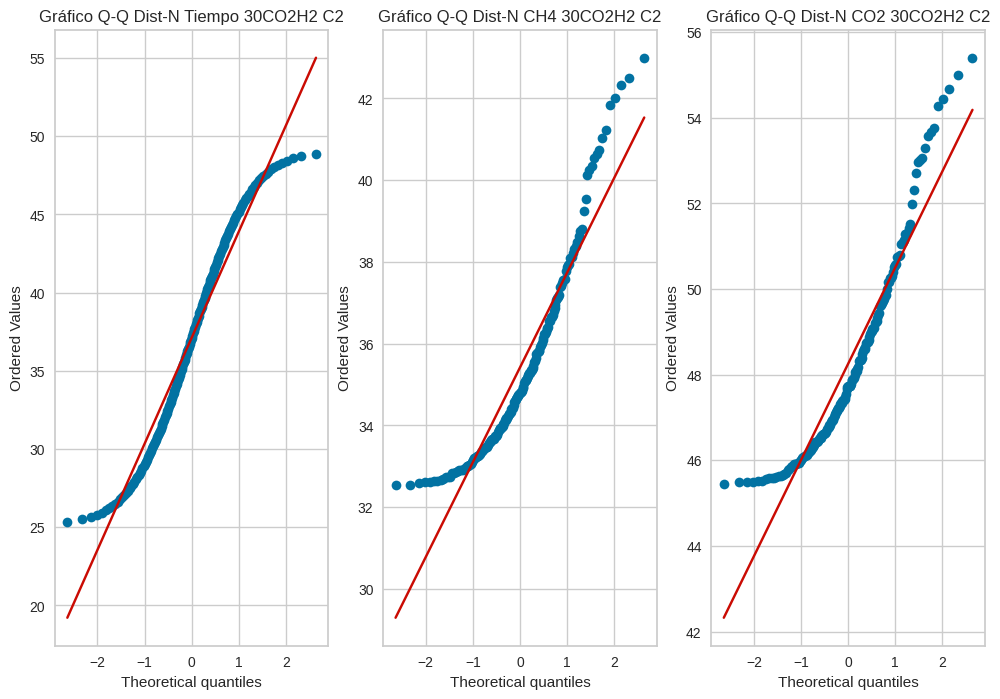 Gráfico Q-Q Dist-N Tiempo 30CO2H2 C2
Ordered Values
55
50
45
40
35
30
25
20
−2 −1 0 1 2
Theoretical quantiles
Gráfico Q-Q Dist-N CH4 30CO2H2 C2
Ordered Values
42
40
38
36
34
32
30
−2 −1 0 1 2
Theoretical quantiles
Gráfico Q-Q Dist-N CO2 30CO2H2 C2
Ordered Values
56
54
52
50
48
46
44
42
−2 −1 0 1 2
Theoretical quantiles